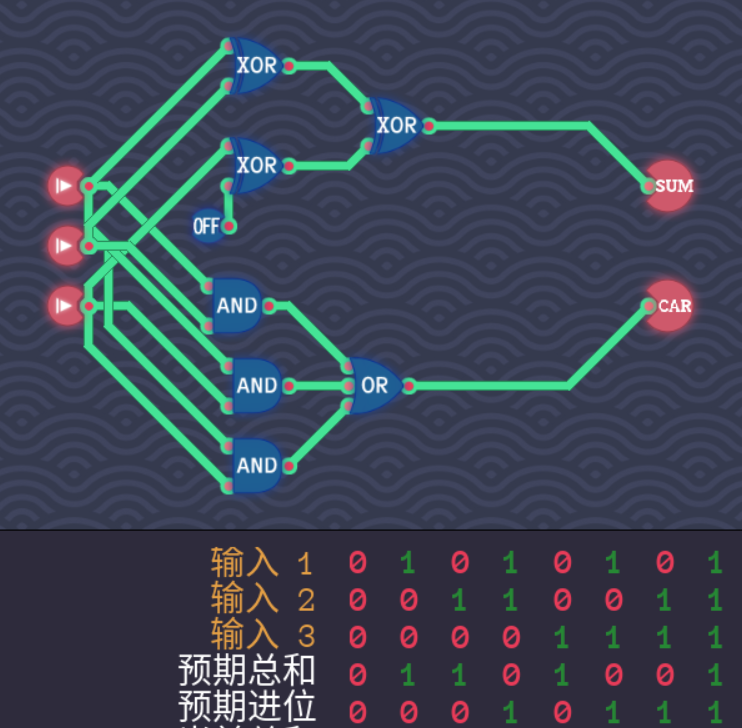 XOR
XOR
XOR
SUM
OFF
AND
CAR
AND
OR
AND
输入 1 0 1 0 1 0 1 0 1
输入 2 0 0 1 1 0 0 1 1
输入 3 0 0 0 0 1 1 1 1
预期总和 0 1 1 0 1 0 0 1
预期进位 0 0 0 1 0 1 1 1